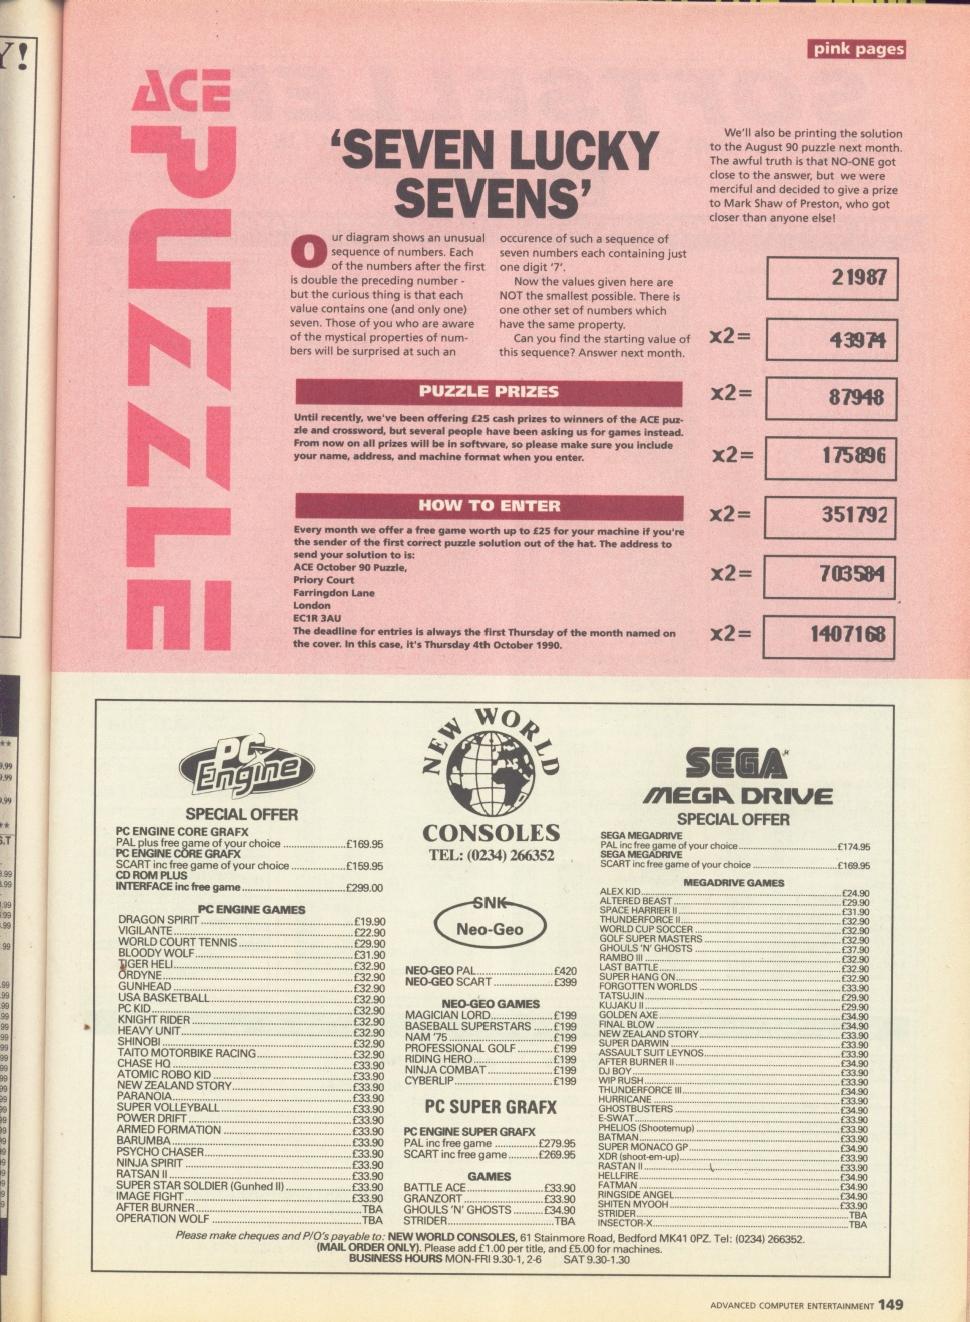 pink pages
ACE
PUZZLE
'SEVEN LUCKY
SEVENS'
Our diagram shows an unusual
sequence of numbers. Each
of the numbers after the first
is double the preceding number -
but the curious thing is that each
value contains one (and only one)
seven. Those of you who are aware
of the mystical properties of num-
bers will be surprised at such an
occurence of such a sequence of
seven numbers each containing just
one digit '7'.
Now the values given here are
NOT the smallest possible. There is
one other set of numbers which
have the same property.
Can you find the starting value of
this sequence? Answer next month.
We'll also be printing the solution
to the August 90 puzzle next month.
The awful truth is that NO-ONE got
close to the answer, but we were
merciful and decided to give a prize
to Mark Shaw of Preston, who got
closer than anyone else!
21987
x2= 43974
x2= 87948
x2= 175896
x2= 351792
x2= 703584
x2= 1407168
PUZZLE PRIZES
Until recently, we've been offering £25 cash prizes to winners of the ACE puz-
zle and crossword, but several people have been asking us for games instead.
From now on all prizes will be in software, so please make sure you include
your name, address, and machine format when you enter.
HOW TO ENTER
Every month we offer a free game worth up to £25 for your machine if you're
the sender of the first correct puzzle solution out of the hat. The address to
send your solution to is:
ACE October 90 Puzzle,
Priory Court
Farringdon Lane
London
EC1R 3AU
The deadline for entries is always the first Thursday of the month named on
the cover. In this case, it's Thursday 4th October 1990.
PC
Engine
SPECIAL OFFER
PC ENGINE CORE GRAFX
PAL plus free game of your choice £169.95
PC ENGINE CORE GRAFX
SCART inc free game of your choice £159.95
CD ROM PLUS
INTERFACE inc free game £299.00
PC ENGINE GAMES
DRAGON SPIRIT £19.90
VIGILANTE £22.90
WORLD COURT TENNIS £29.90
BLOODY WOLF £31.90
TIGER HELI £32.90
ORDYNE £32.90
GUNHEAD £32.90
USA BASKETBALL £32.90
PC KID £32.90
KNIGHT RIDER £32.90
HEAVY UNIT £32.90
SHINOBI £32.90
TAITO MOTORBIKE RACING £32.90
CHASE HQ £33.90
ATOMIC ROBO KID £33.90
NEW ZEALAND STORY £33.90
PARANOIA £33.90
SUPER VOLLEYBALL £33.90
POWER DRIFT £33.90
ARMED FORMATION £33.90
BARUMBA £33.90
PSYCHO CHASER £33.90
NINJA SPIRIT £33.90
RATSAN II £33.90
SUPER STAR SOLDIER (Gunhed II) £33.90
IMAGE FIGHT £33.90
AFTER BURNER TBA
OPERATION WOLF TBA
NEW WORLD
CONSOLES
TEL: (0234) 266352
SNK
Neo-Geo
NEO-GEO PAL £420
NEO-GEO SCART £399
NEO-GEO GAMES
MAGICIAN LORD £199
BASEBALL SUPERSTARS £199
NAM '75 £199
PROFESSIONAL GOLF £199
RIDING HERO £199
NINJA COMBAT £199
CYBERLIP £199
PC SUPER GRAFX
PC ENGINE SUPER GRAFX
PAL inc free game £279.95
SCART inc free game £269.95
GAMES
BATTLE ACE £33.90
GRANZORT £33.90
GHOULS 'N' GHOSTS £34.90
STRIDER TBA
SEGA
MEGA DRIVE
SPECIAL OFFER
SEGA MEGADRIVE
PAL inc free game of your choice £174.95
SEGA MEGADRIVE
SCART inc free game of your choice £169.95
MEGADRIVE GAMES
ALEX KID £24.90
ALTERED BEAST £29.90
SPACE HARRIER II £31.90
THUNDERFORCE II £32.90
WORLD CUP SOCCER £32.90
GOLF SUPER MASTERS £32.90
GHOULS 'N' GHOSTS £37.90
RAMBO III £32.90
LAST BATTLE £32.90
SUPER HANG ON £32.90
FORGOTTEN WORLDS £33.90
TATSUJIN £29.90
KUJAKU II £29.90
GOLDEN AXE £34.90
FINAL BLOW £34.90
NEW ZEALAND STORY £33.90
SUPER DARWIN £33.90
ASSAULT SUIT LEYNOS £33.90
AFTER BURNER II £34.90
DJ BOY £33.90
WIP RUSH £33.90
THUNDERFORCE III £34.90
HURRICANE £33.90
GHOSTBUSTERS £34.90
E-SWAT £33.90
PHELIOS (Shootemup) £33.90
BATMAN £33.90
SUPER MONACO GP £34.90
XDR (shoot-em-up) £33.90
RASTAN II £33.90
HELLFIRE £34.90
FATMAN £34.90
RINGSIDE ANGEL £34.90
SHITEN MYOOH £33.90
STRIDER TBA
INSECTOR-X TBA
Please make cheques and P/O's payable to: NEW WORLD CONSOLES, 61 Stainmore Road, Bedford MK41 0PZ. Tel: (0234) 266352.
(MAIL ORDER ONLY). Please add £1.00 per title, and £5.00 for machines.
BUSINESS HOURS MON-FRI 9.30-1, 2-6 SAT 9.30-1.30
ADVANCED COMPUTER ENTERTAINMENT 149